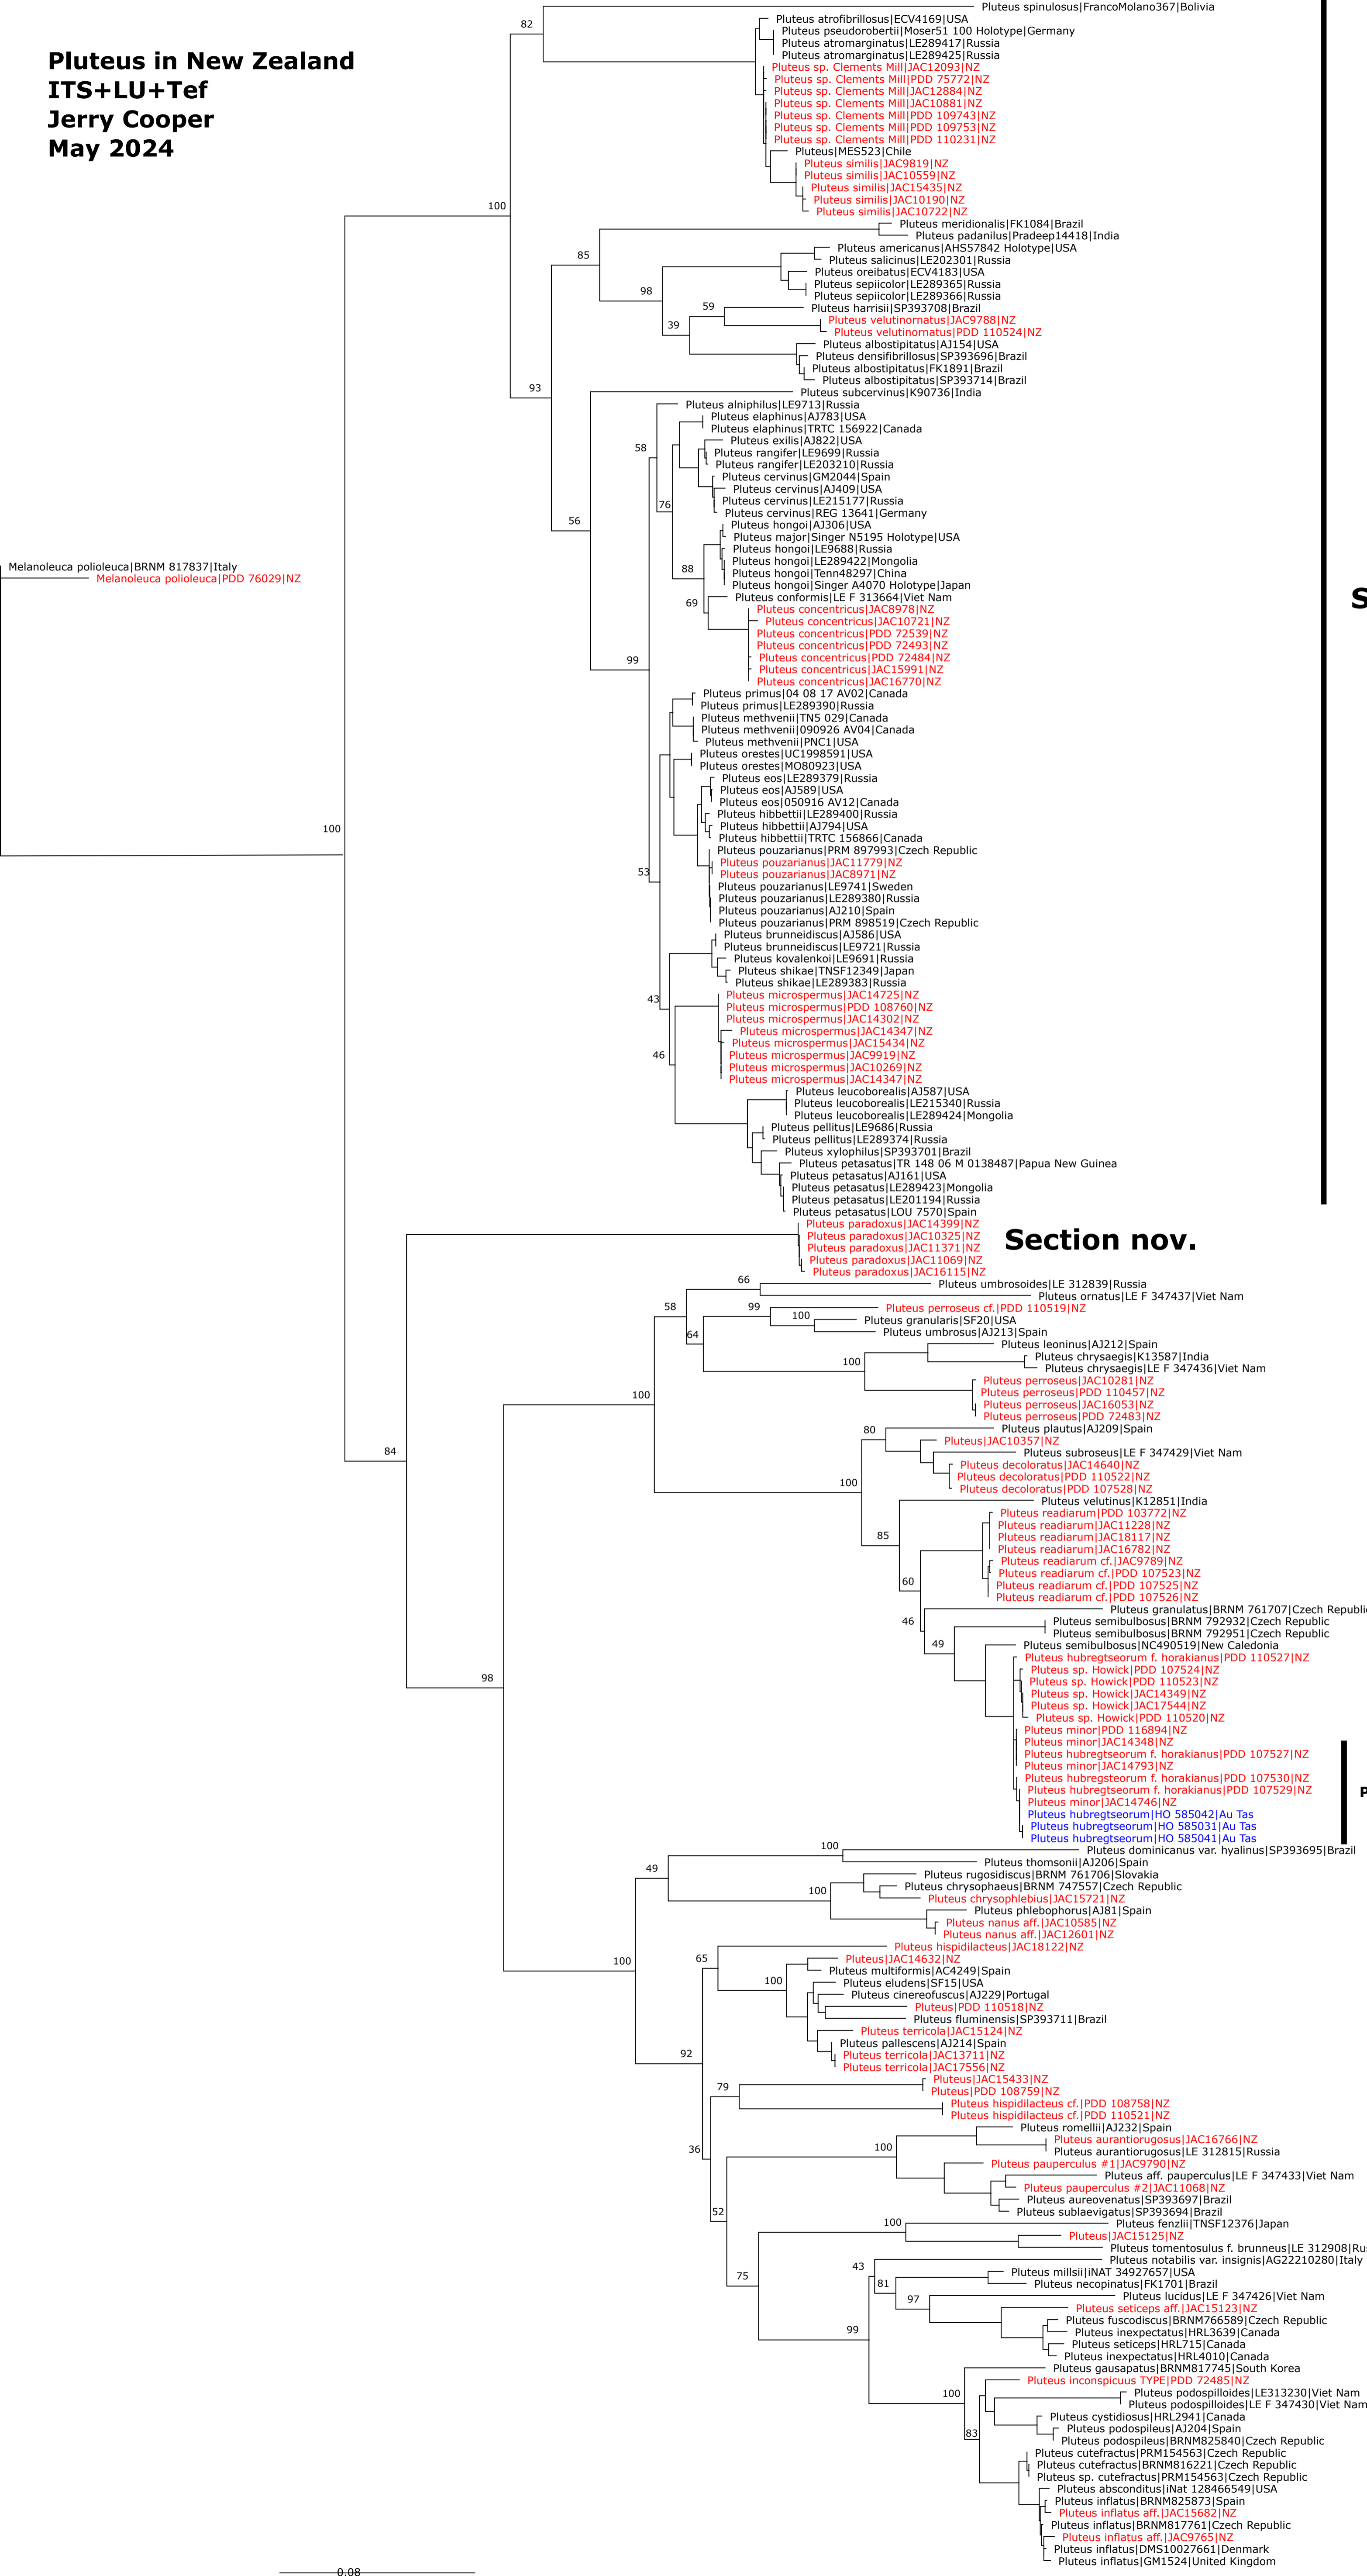 Pluteus in New Zealand
ITS+LU+Tef
Jerry Cooper
May 2024
Pluteus spinulosus|FrancoMolano367|Bolivia
82
Pluteus atrofibrillosus|ECV4169|USA
Pluteus pseudorobertii|Moser51 100 Holotype|Germany
Pluteus atromarginatus|LE289417|Russia
Pluteus atromarginatus|LE289425|Russia
Pluteus sp. Clements Mill|JAC12093|NZ
Pluteus sp. Clements Mill|PDD 75772|NZ
Pluteus sp. Clements Mill|JAC12884|NZ
Pluteus sp. Clements Mill|JAC10881|NZ
Pluteus sp. Clements Mill|PDD 109743|NZ
Pluteus sp. Clements Mill|PDD 109753|NZ
Pluteus sp. Clements Mill|PDD 110231|NZ
Pluteus|MES523|Chile
Pluteus similis|JAC9819|NZ
Pluteus similis|JAC10559|NZ
Pluteus similis|JAC15435|NZ
Pluteus similis|JAC10190|NZ
100
Pluteus similis|JAC10722|NZ
Pluteus meridionalis|FK1084|Brazil
Pluteus padanilus|Pradeep14418|India
Pluteus americanus|AHS57842 Holotype|USA
85
Pluteus salicinus|LE202301|Russia
Pluteus oreibatus|ECV4183|USA
Pluteus sepiicolor|LE289365|Russia
98
Pluteus sepiicolor|LE289366|Russia
59
Pluteus harrisii|SP393708|Brazil
Pluteus velutinornatus|JAC9788|NZ
39
Pluteus velutinornatus|PDD 110524|NZ
Pluteus albostipitatus|AJ154|USA
Pluteus densifibrillosus|SP393696|Brazil
Pluteus albostipitatus|FK1891|Brazil
Pluteus albostipitatus|SP393714|Brazil
93
Pluteus subcervinus|K90736|India
Pluteus alniphilus|LE9713|Russia
Pluteus elaphinus|AJ783|USA
Pluteus elaphinus|TRTC 156922|Canada
58
Pluteus exilis|AJ822|USA
Pluteus rangifer|LE9699|Russia
Pluteus rangifer|LE203210|Russia
Pluteus cervinus|GM2044|Spain
Pluteus cervinus|AJ409|USA
76
Pluteus cervinus|LE215177|Russia
Pluteus cervinus|REG 13641|Germany
56
Pluteus hongoi|AJ306|USA
Pluteus major|Singer N5195 Holotype|USA
Pluteus hongoi|LE9688|Russia
Pluteus hongoi|LE289422|Mongolia
Melanoleuca polioleuca|BRNM 817837|Italy
88
Pluteus hongoi|Tenn48297|China
Melanoleuca polioleuca|PDD 76029|NZ
Pluteus hongoi|Singer A4070 Holotype|Japan
S
69
Pluteus conformis|LE F 313664|Viet Nam
Pluteus concentricus|JAC8978|NZ
Pluteus concentricus|JAC10721|NZ
Pluteus concentricus|PDD 72539|NZ
Pluteus concentricus|PDD 72493|NZ
99
Pluteus concentricus|PDD 72484|NZ
Pluteus concentricus|JAC15991|NZ
Pluteus concentricus|JAC16770|NZ
Pluteus primus|04 08 17 AV02|Canada
Pluteus primus|LE289390|Russia
Pluteus methvenii|TN5 029|Canada
Pluteus methvenii|090926 AV04|Canada
Pluteus methvenii|PNC1|USA
Pluteus orestes|UC1998591|USA
Pluteus orestes|MO80923|USA
Pluteus eos|LE289379|Russia
Pluteus eos|AJ589|USA
Pluteus eos|050916 AV12|Canada
Pluteus hibbettii|LE289400|Russia
100
Pluteus hibbettii|AJ794|USA
Pluteus hibbettii|TRTC 156866|Canada
Pluteus pouzarianus|PRM 897993|Czech Republic
Pluteus pouzarianus|JAC11779|NZ
53
Pluteus pouzarianus|JAC8971|NZ
Pluteus pouzarianus|LE9741|Sweden
Pluteus pouzarianus|LE289380|Russia
Pluteus pouzarianus|AJ210|Spain
Pluteus pouzarianus|PRM 898519|Czech Republic
Pluteus brunneidiscus|AJ586|USA
Pluteus brunneidiscus|LE9721|Russia
Pluteus kovalenkoi|LE9691|Russia
Pluteus shikae|TNSF12349|Japan
Pluteus shikae|LE289383|Russia
43
Pluteus microspermus|JAC14725|NZ
Pluteus microspermus|PDD 108760|NZ
Pluteus microspermus|JAC14302|NZ
Pluteus microspermus|JAC14347|NZ
Pluteus microspermus|JAC15434|NZ
46
Pluteus microspermus|JAC9919|NZ
Pluteus microspermus|JAC10269|NZ
Pluteus microspermus|JAC14347|NZ
Pluteus leucoborealis|AJ587|USA
Pluteus leucoborealis|LE215340|Russia
Pluteus leucoborealis|LE289424|Mongolia
Pluteus pellitus|LE9686|Russia
Pluteus pellitus|LE289374|Russia
Pluteus xylophilus|SP393701|Brazil
Pluteus petasatus|TR 148 06 M 0138487|Papua New Guinea
Pluteus petasatus|AJ161|USA
Pluteus petasatus|LE289423|Mongolia
Pluteus petasatus|LE201194|Russia
Pluteus petasatus|LOU 7570|Spain
Pluteus paradoxus|JAC14399|NZ
Pluteus paradoxus|JAC10325|NZ
Section nov.
Pluteus paradoxus|JAC11371|NZ
Pluteus paradoxus|JAC11069|NZ
Pluteus paradoxus|JAC16115|NZ
66
Pluteus umbrosoides|LE 312839|Russia
Pluteus ornatus|LE F 347437|Viet Nam
58
99
Pluteus perroseus cf.|PDD 110519|NZ
100
Pluteus granularis|SF20|USA
64
Pluteus umbrosus|AJ213|Spain
Pluteus leoninus|AJ212|Spain
100
Pluteus chrysaegis|K13587|India
Pluteus chrysaegis|LE F 347436|Viet Nam
Pluteus perroseus|JAC10281|NZ
100
Pluteus perroseus|PDD 110457|NZ
Pluteus perroseus|JAC16053|NZ
Pluteus perroseus|PDD 72483|NZ
80
Pluteus plautus|AJ209|Spain
Pluteus|JAC10357|NZ
84
Pluteus subroseus|LE F 347429|Viet Nam
Pluteus decoloratus|JAC14640|NZ
100
Pluteus decoloratus|PDD 110522|NZ
Pluteus decoloratus|PDD 107528|NZ
Pluteus velutinus|K12851|India
Pluteus readiarum|PDD 103772|NZ
Pluteus readiarum|JAC11228|NZ
85
Pluteus readiarum|JAC18117|NZ
Pluteus readiarum|JAC16782|NZ
Pluteus readiarum cf.|JAC9789|NZ
Pluteus readiarum cf.|PDD 107523|NZ
60
Pluteus readiarum cf.|PDD 107525|NZ
Pluteus readiarum cf.|PDD 107526|NZ
Pluteus granulatus|BRNM 761707|Czech Republi
46
Pluteus semibulbosus|BRNM 792932|Czech Republic
Pluteus semibulbosus|BRNM 792951|Czech Republic
49
Pluteus semibulbosus|NC490519|New Caledonia
Pluteus hubregtseorum f. horakianus|PDD 110527|NZ
98
Pluteus sp. Howick|PDD 107524|NZ
Pluteus sp. Howick|PDD 110523|NZ
Pluteus sp. Howick|JAC14349|NZ
Pluteus sp. Howick|JAC17544|NZ
Pluteus sp. Howick|PDD 110520|NZ
Pluteus minor|PDD 116894|NZ
Pluteus minor|JAC14348|NZ
Pluteus hubregtseorum f. horakianus|PDD 107527|NZ
Pluteus minor|JAC14793|NZ
Pluteus hubregsteorum f. horakianus|PDD 107530|NZ
Pluteus hubregtseorum f. horakianus|PDD 107529|NZ
P
Pluteus minor|JAC14746|NZ
Pluteus hubregtseorum|HO 585042|Au Tas
Pluteus hubregtseorum|HO 585031|Au Tas
Pluteus hubregtseorum|HO 585041|Au Tas
100
Pluteus dominicanus var. hyalinus|SP393695|Brazil
49
Pluteus thomsonii|AJ206|Spain
Pluteus rugosidiscus|BRNM 761706|Slovakia
100
Pluteus chrysophaeus|BRNM 747557|Czech Republic
Pluteus chrysophlebius|JAC15721|NZ
Pluteus phlebophorus|AJ81|Spain
Pluteus nanus aff.|JAC10585|NZ
Pluteus nanus aff.|JAC12601|NZ
Pluteus hispidilacteus|JAC18122|NZ
100
65
Pluteus|JAC14632|NZ
Pluteus multiformis|AC4249|Spain
100
Pluteus eludens|SF15|USA
Pluteus cinereofuscus|AJ229|Portugal
Pluteus|PDD 110518|NZ
Pluteus fluminensis|SP393711|Brazil
Pluteus terricola|JAC15124|NZ
92
Pluteus pallescens|AJ214|Spain
Pluteus terricola|JAC13711|NZ
Pluteus terricola|JAC17556|NZ
79
Pluteus|JAC15433|NZ
Pluteus|PDD 108759|NZ
Pluteus hispidilacteus cf.|PDD 108758|NZ
Pluteus hispidilacteus cf.|PDD 110521|NZ
Pluteus romellii|AJ232|Spain
36
100
Pluteus aurantiorugosus|JAC16766|NZ
Pluteus aurantiorugosus|LE 312815|Russia
Pluteus pauperculus #1|JAC9790|NZ
Pluteus aff. pauperculus|LE F 347433|Viet Nam
Pluteus pauperculus #2|JAC11068|NZ
Pluteus aureovenatus|SP393697|Brazil
52
Pluteus sublaevigatus|SP393694|Brazil
100
Pluteus fenzlii|TNSF12376|Japan
Pluteus|JAC15125|NZ
Pluteus tomentosulus f. brunneus|LE 312908|Ru
43
Pluteus notabilis var. insignis|AG22210280|Italy
75
Pluteus millsii|iNAT 34927657|USA
81
Pluteus necopinatus|FK1701|Brazil
97
Pluteus lucidus|LE F 347426|Viet Nam
Pluteus seticeps aff.|JAC15123|NZ
Pluteus fuscodiscus|BRNM766589|Czech Republic
99
Pluteus inexpectatus|HRL3639|Canada
Pluteus seticeps|HRL715|Canada
Pluteus inexpectatus|HRL4010|Canada
Pluteus gausapatus|BRNM817745|South Korea
Pluteus inconspicuus TYPE|PDD 72485|NZ
100
Pluteus podospilloides|LE313230|Viet Nam
Pluteus podospilloides|LE F 347430|Viet Nam
Pluteus cystidiosus|HRL2941|Canada
83
Pluteus podospileus|AJ204|Spain
Pluteus podospileus|BRNM825840|Czech Republic
Pluteus cutefractus|PRM154563|Czech Republic
Pluteus cutefractus|BRNM816221|Czech Republic
Pluteus sp. cutefractus|PRM154563|Czech Republic
Pluteus absconditus|iNat 128466549|USA
Pluteus inflatus|BRNM825873|Spain
Pluteus inflatus aff.|JAC15682|NZ
Pluteus inflatus|BRNM817761|Czech Republic
Pluteus inflatus aff.|JAC9765|NZ
Pluteus inflatus|DMS10027661|Denmark
Pluteus inflatus|GM1524|United Kingdom
0.08